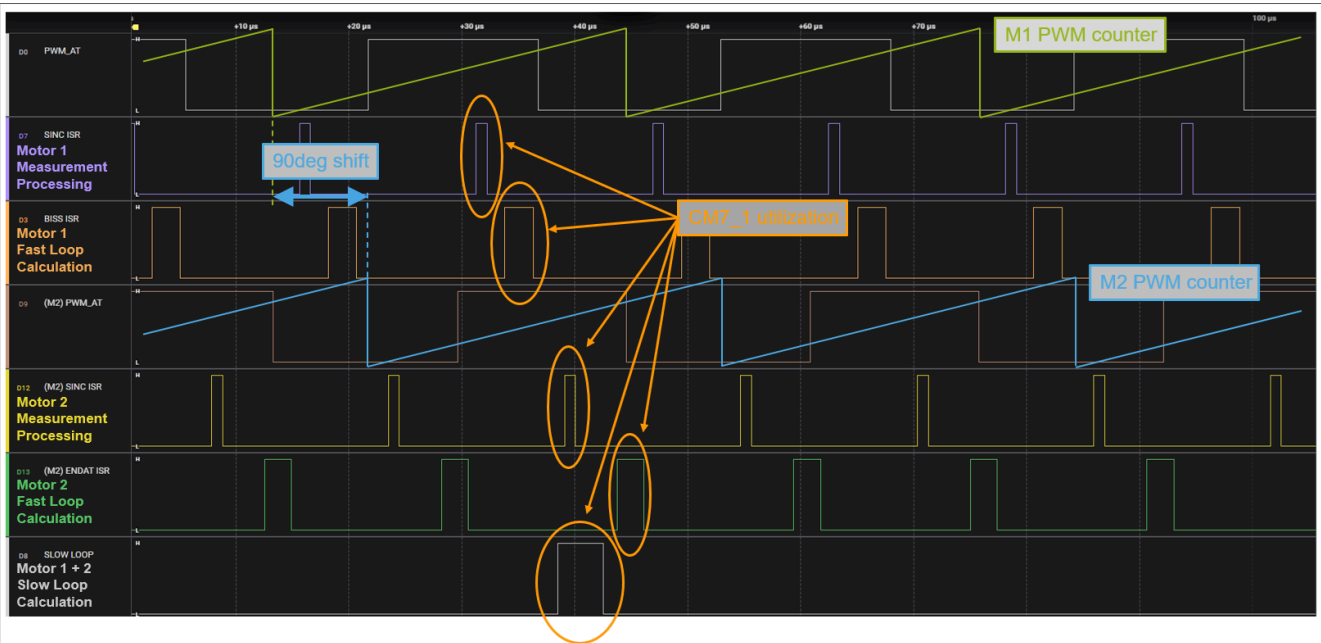 +10 µs
+20 µs
+30 µs
+40 µs
+50 µs
+60 µs
+70 µs
100 µs
M1 PWM counter
D0 PWM_AT
H
L
D7 SINC ISR
Motor 1
Measurement
Processing
H
L
90deg shift
D3 BISS ISR
Motor 1
Fast Loop
Calculation
H
L
CM7_1 utilization
D9 (M2) PWM_AT
H
L
M2 PWM counter
D12 (M2) SINC ISR
Motor 2
Measurement
Processing
H
L
D13 (M2) ENDAT ISR
Motor 2
Fast Loop
Calculation
H
L
D8 SLOW LOOP
Motor 1 + 2
Slow Loop
Calculation
H
L